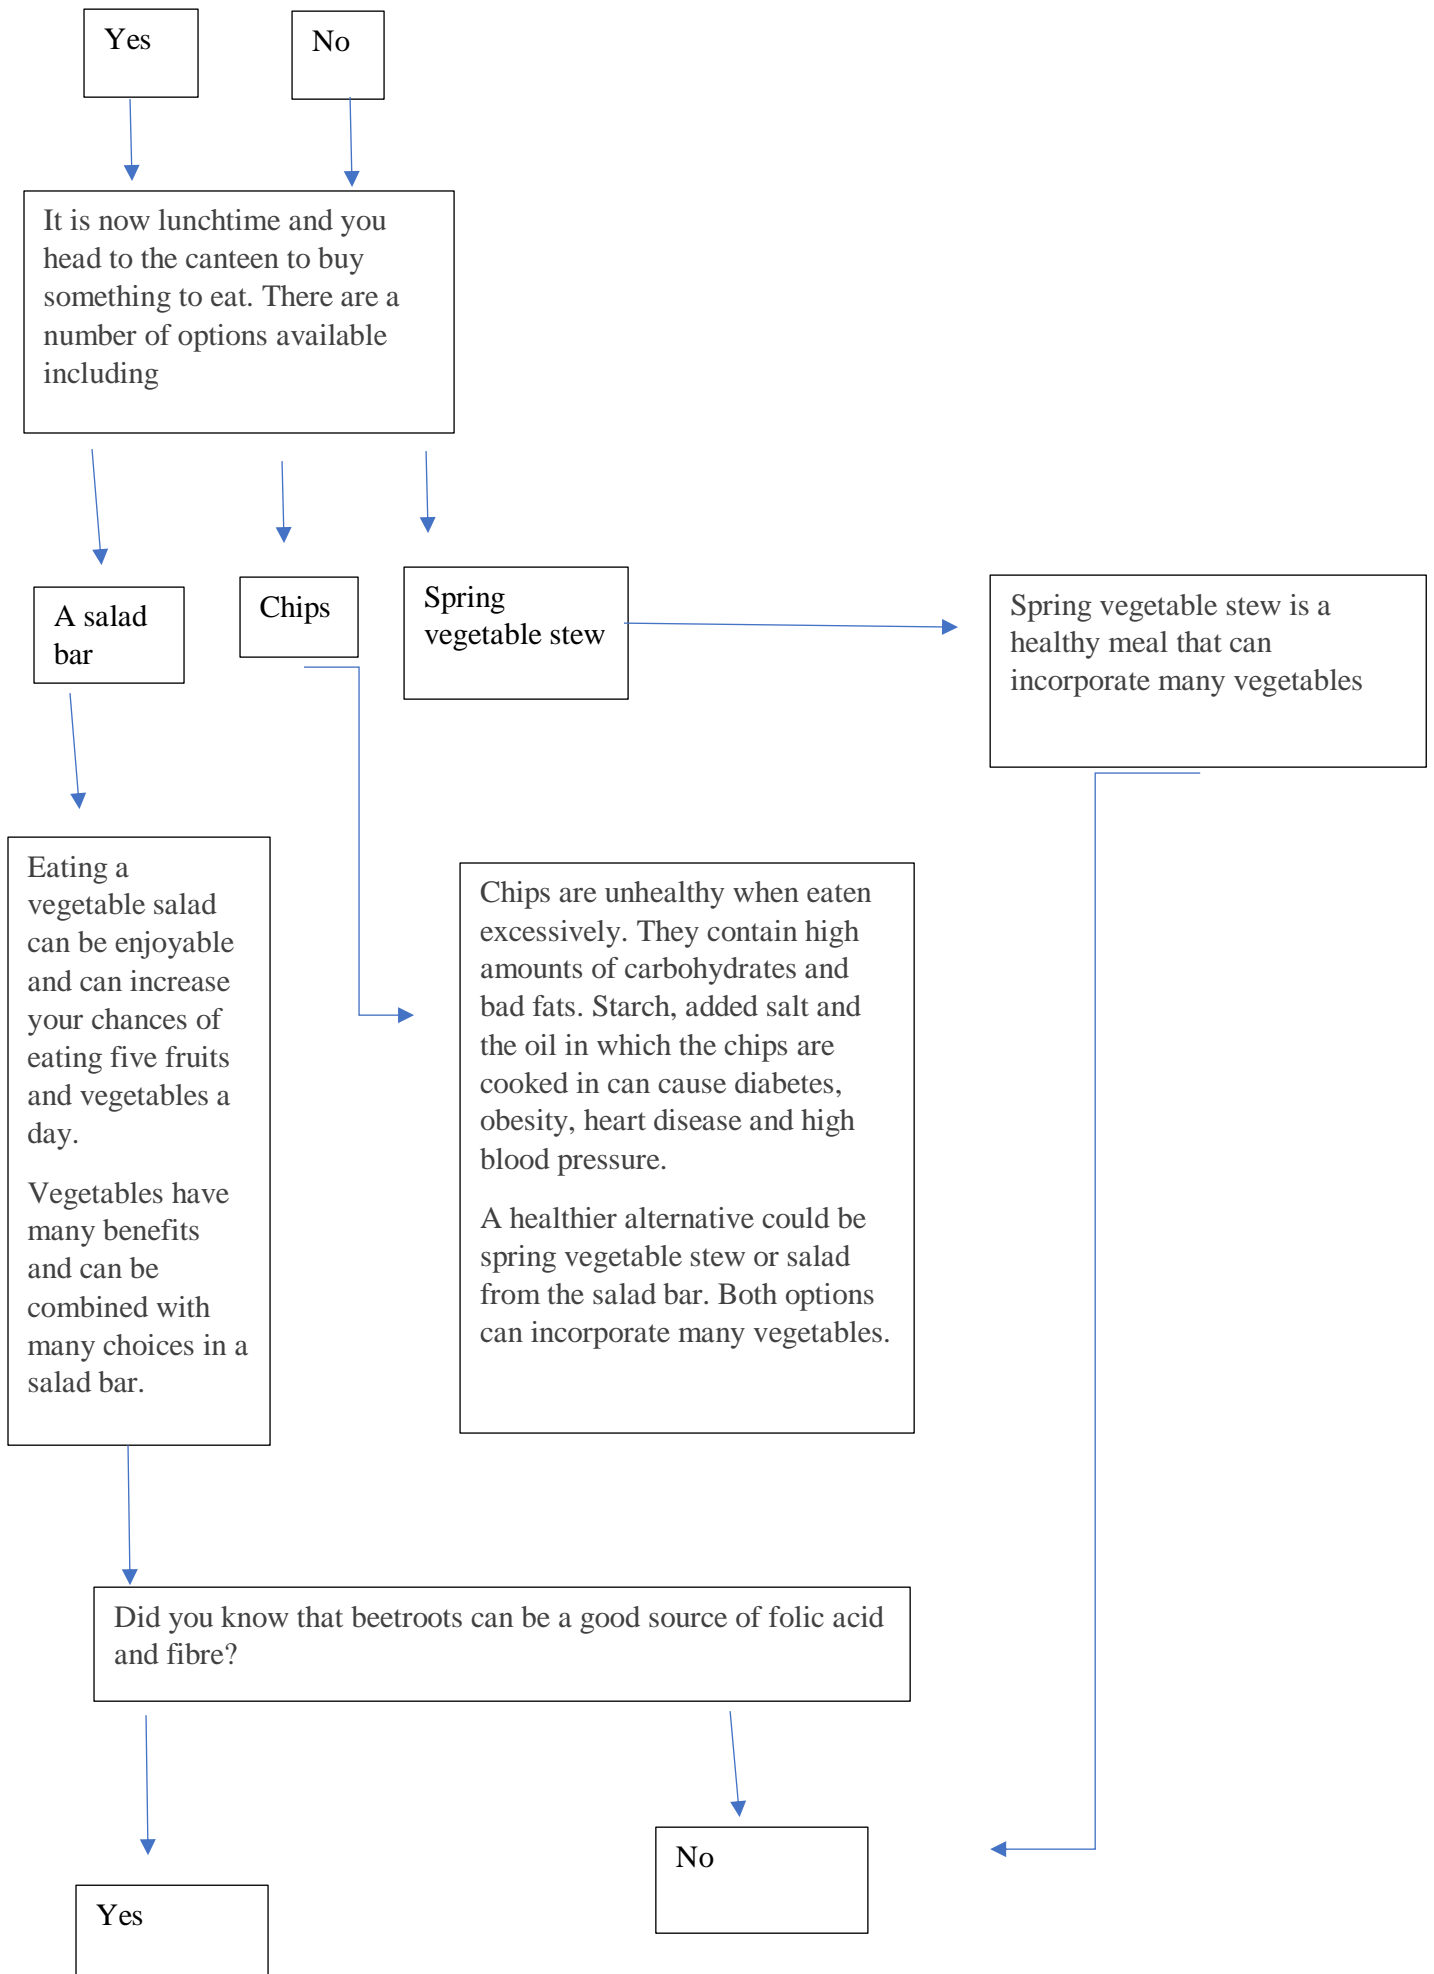 Yes
No
It is now lunchtime and you
head to the canteen to buy
something to eat. There are a
number of options available
including
A salad
bar
Chips
Spring
vegetable stew
Spring vegetable stew is a
healthy meal that can
incorporate many vegetables
Eating a
vegetable salad
can be enjoyable
and can increase
your chances of
eating five fruits
and vegetables a
day.
Vegetables have
many benefits
and can be
combined with
many choices in a
salad bar.
Chips are unhealthy when eaten
excessively. They contain high
amounts of carbohydrates and
bad fats. Starch, added salt and
the oil in which the chips are
cooked in can cause diabetes,
obesity, heart disease and high
blood pressure.
A healthier alternative could be
spring vegetable stew or salad
from the salad bar. Both options
can incorporate many vegetables.
Did you know that beetroots can be a good source of folic acid
and fibre?
No
Yes